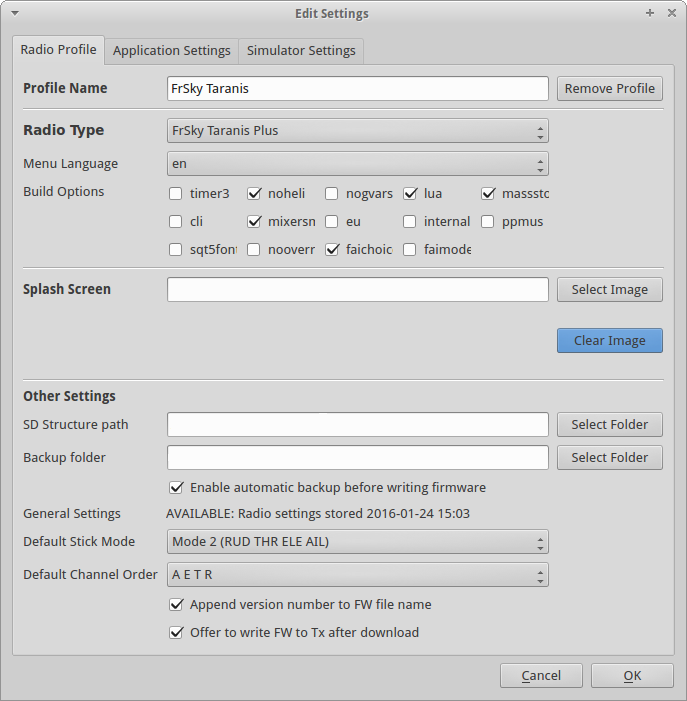 Edit Settings
Radio Profile Application Settings Simulator Settings
Profile Name FrSky Taranis Remove Profile
Radio Type FrSky Taranis Plus
Menu Language en
Build Options timer3 noheli nogvars lua masssto
cli mixersn eu internal ppmus
sqt5font nooverr faichoic faimode
Splash Screen Select Image
Clear Image
Other Settings
SD Structure path Select Folder
Backup folder Select Folder
Enable automatic backup before writing firmware
General Settings AVAILABLE: Radio settings stored 2016-01-24 15:03
Default Stick Mode Mode 2 (RUD THR ELE AIL)
Default Channel Order A E T R
Append version number to FW file name
Offer to write FW to Tx after download
Cancel OK